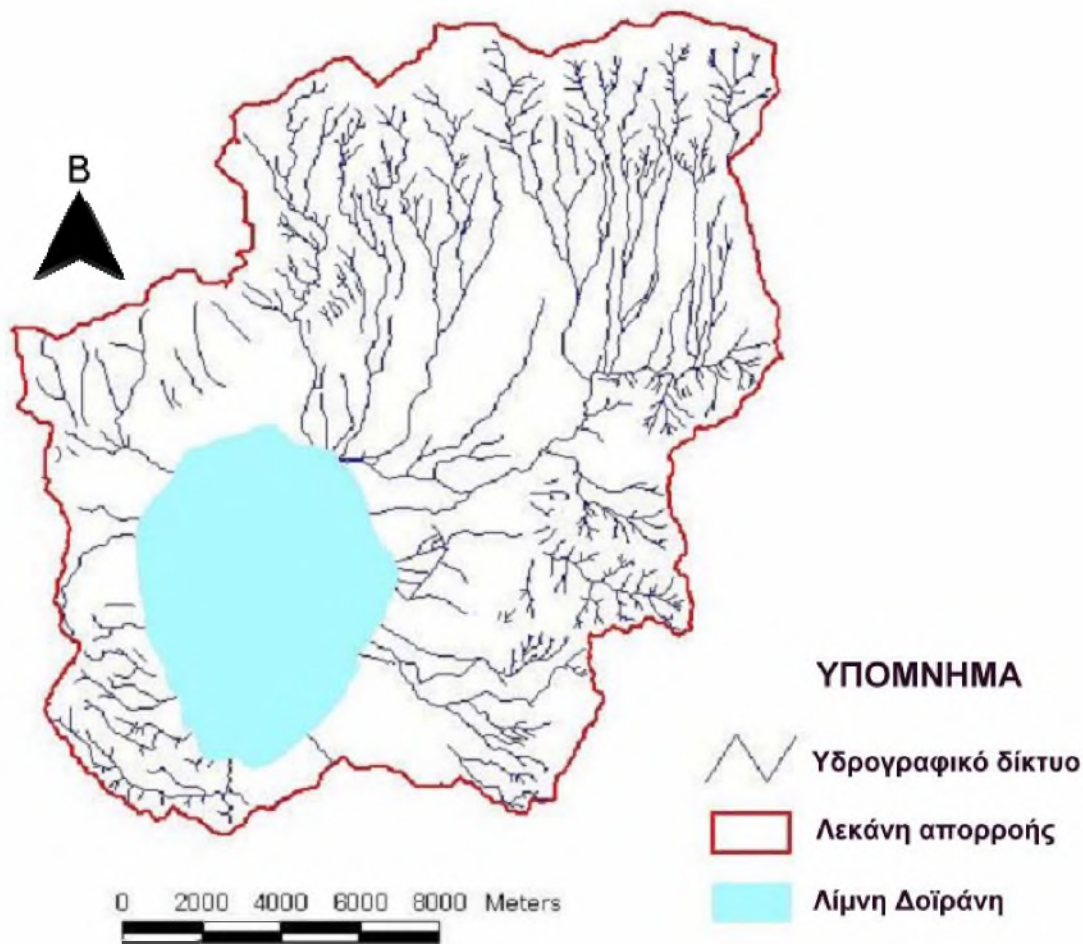 Β
ΥΠΟΜΝΗΜΑ
Υδρογραφικό δίκτυο
Λεκάνη απορροής
Λίμνη Δοϊράνη
0 2000 4000 6000 8000 Meters